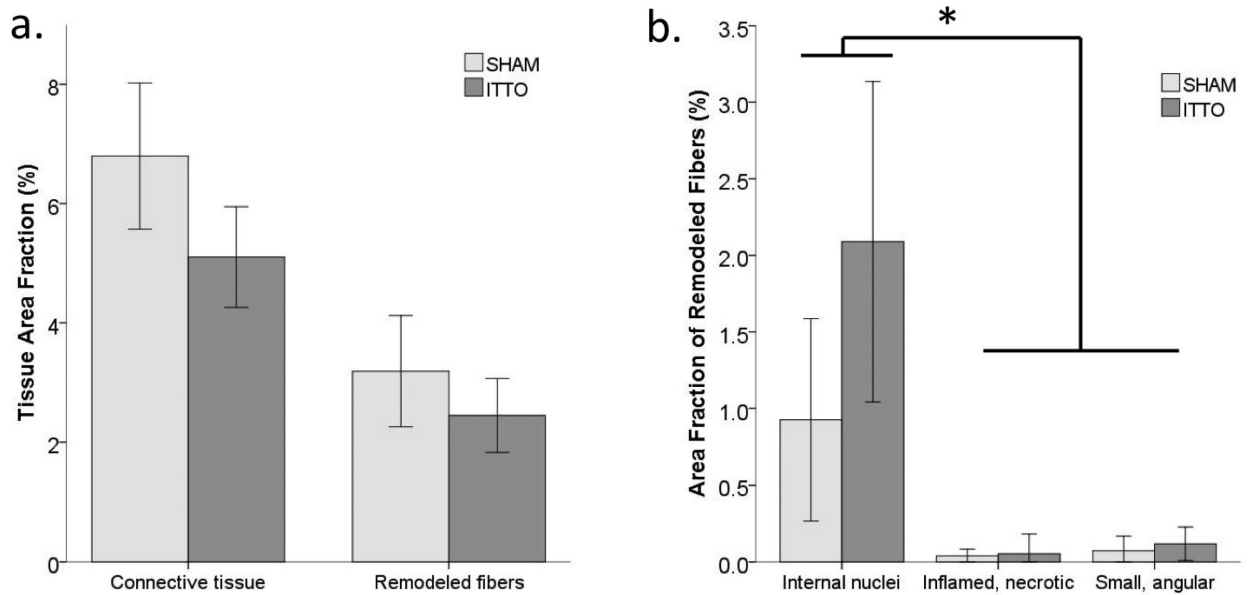 a.
Tissue Area Fraction (%)
8
6
4
2
0
SHAM
ITTO
Connective tissue
Remodeled fibers
b.
*
Area Fraction of Remodeled Fibers (%)
3.5
3.0
2.5
2.0
1.5
1.0
0.5
0.0
SHAM
ITTO
Internal nuclei
Inflamed, necrotic
Small, angular